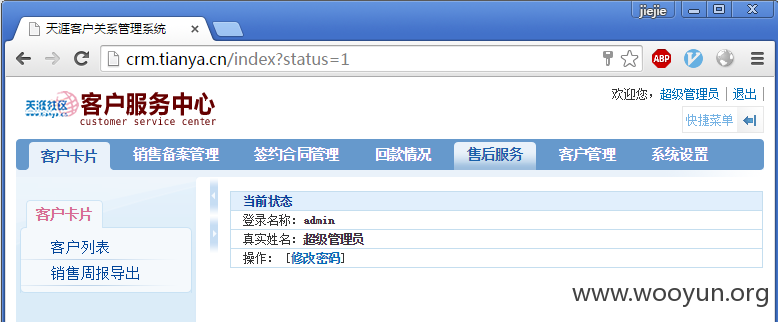 jiejie
天涯客户关系管理系统
crm.tianya.cn/index?status=1
ABP
天涯社区 客户服务中心
www.tianya.cn customer service center
欢迎您，超级管理员 | 退出 |
快捷菜单
客户卡片 销售备案管理 签约合同管理 回款情况 售后服务 客户管理 系统设置
客户卡片
客户列表
销售周报导出
当前状态
登录名称：admin
真实姓名：超级管理员
操作： [修改密码]
www.wooyun.org